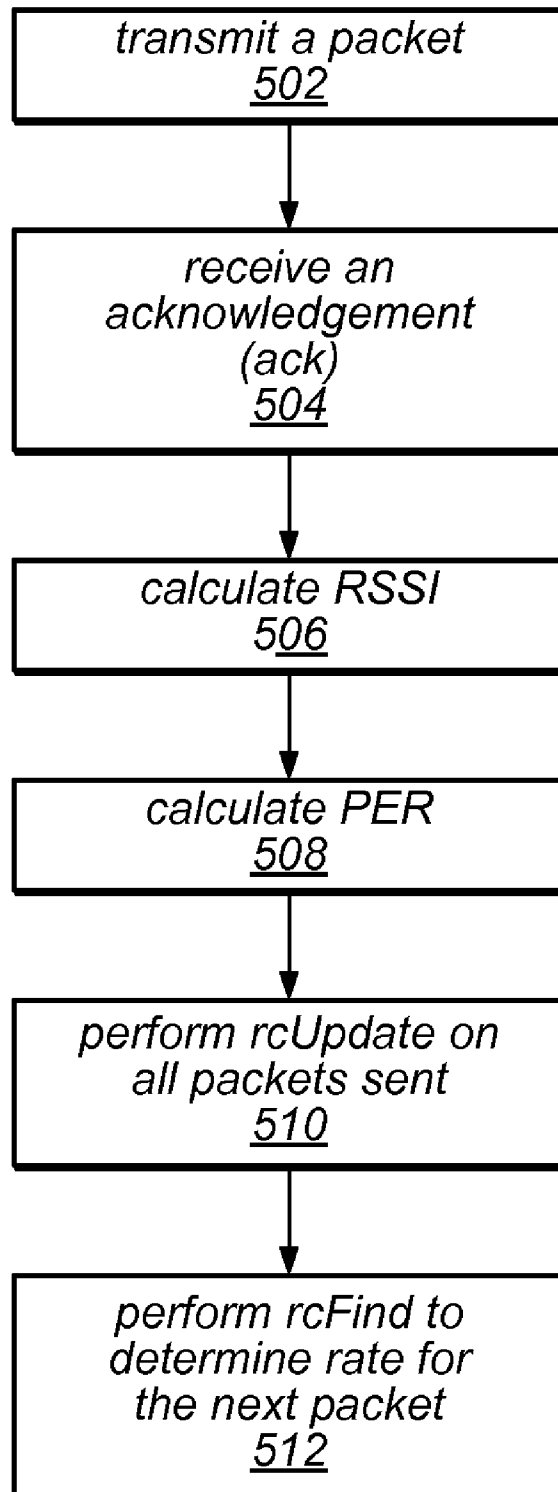 transmit a packet
502
receive an
acknowledgement
(ack)
504
calculate RSSI
506
calculate PER
508
perform rcUpdate on
all packets sent
510
perform rcFind to
determine rate for
the next packet
512